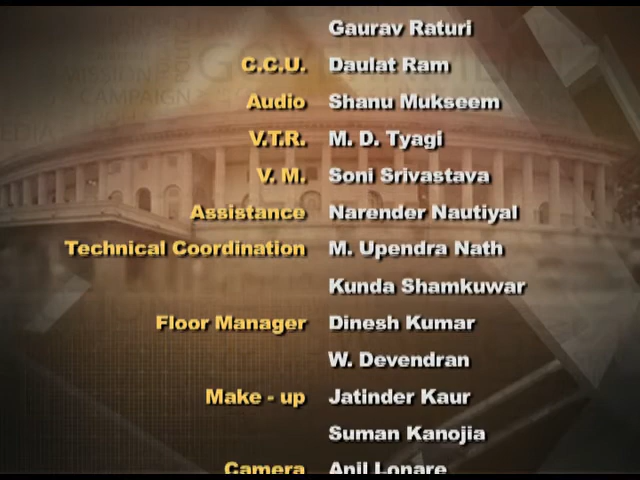 Gaurav Raturi
C.C.U. Daulat Ram
Audio Shanu Mukseem
V.T.R. M. D. Tyagi
V. M. Soni Srivastava
Assistance Narender Nautiyal
Technical Coordination M. Upendra Nath
Kunda Shamkuwar
Floor Manager Dinesh Kumar
W. Devendran
Make - up Jatinder Kaur
Suman Kanojia
Camera Anil Lonare
CAMPAIGN